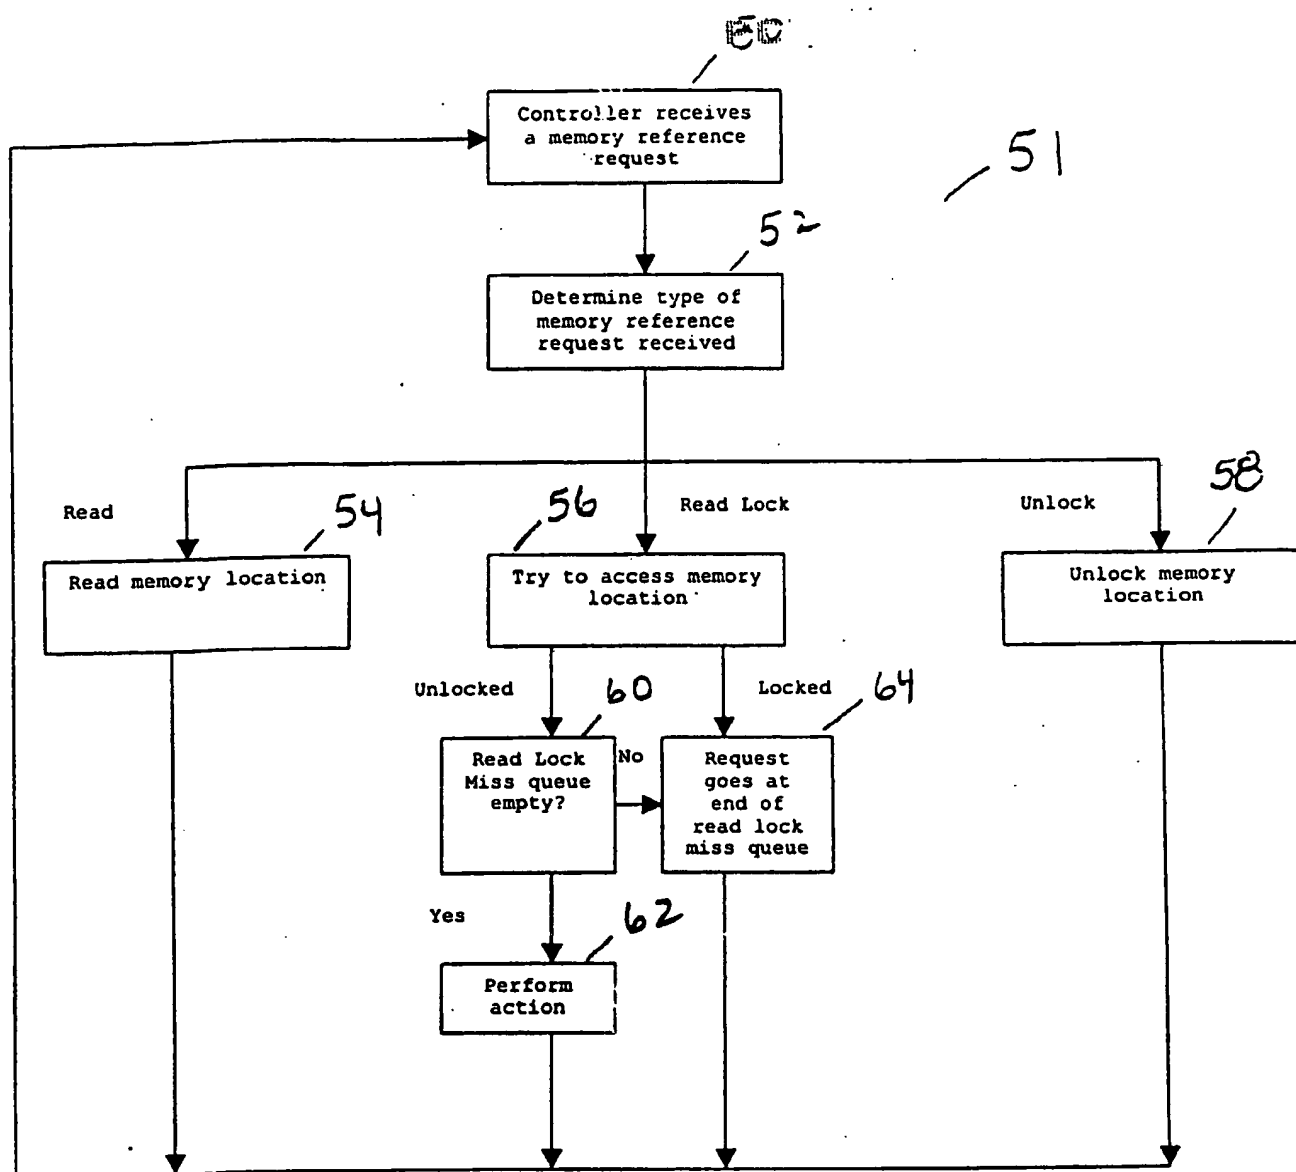 Controller receives
a memory reference
request
51
52
Determine type of
memory reference
request received
Read
54
56
Read Lock
Unlock
58
Read memory location
Try to access memory
location
Unlock memory
location
Unlocked
60
Locked
64
Read Lock
Miss queue
empty?
No
Request
goes at
end of
read lock
miss queue
Yes
62
Perform
action